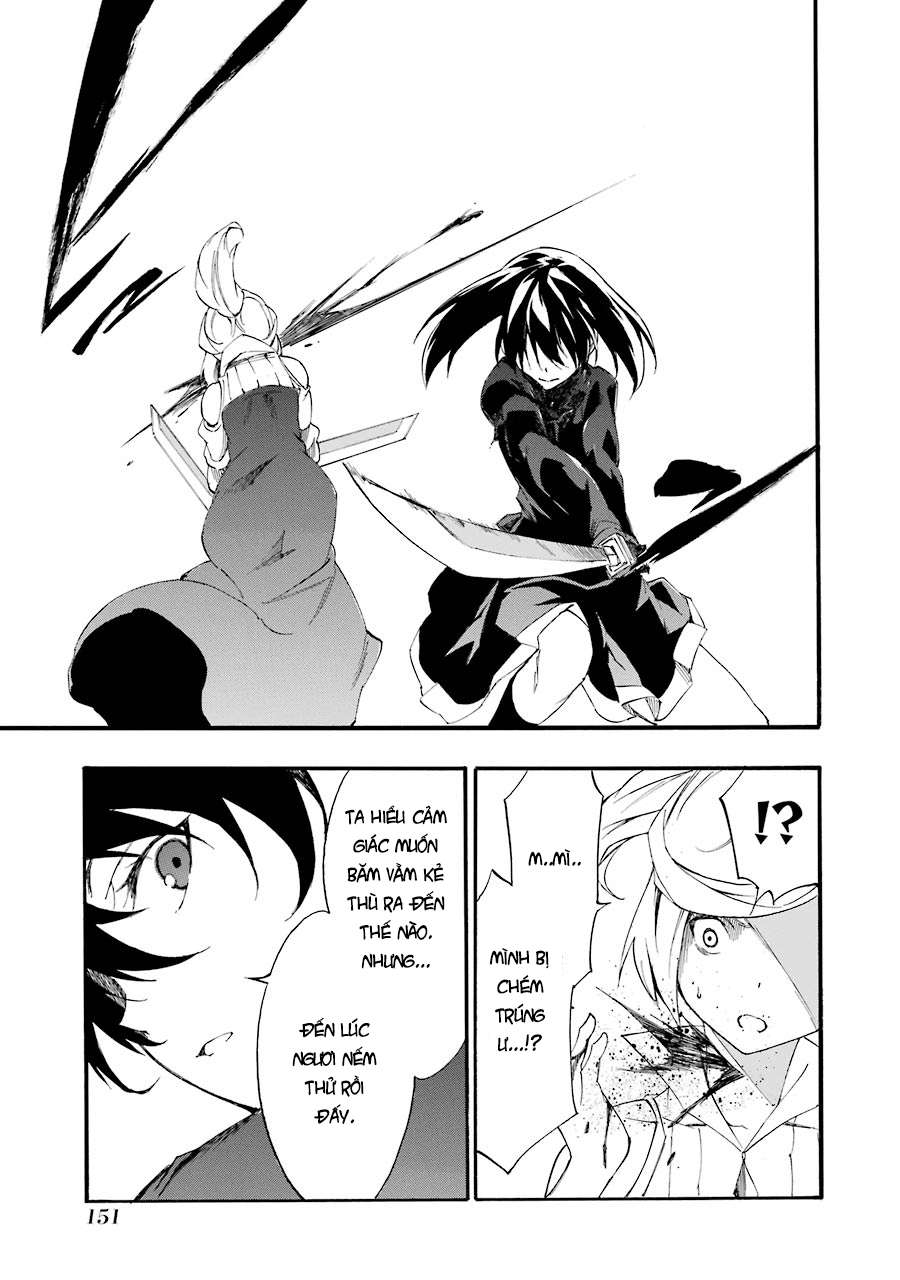 !?
M..MÌ..
MÌNH BỊ
CHÉM
TRÚNG
Ư...!?
TA HIỂU CẢM
GIÁC MUỐN
BĂM VẰM KẺ
THÙ RA ĐẾN
THẾ NÀO.
NHƯNG...
ĐẾN LÚC
NGƯƠI NẾM
THỬ RỒI
ĐẤY.
151